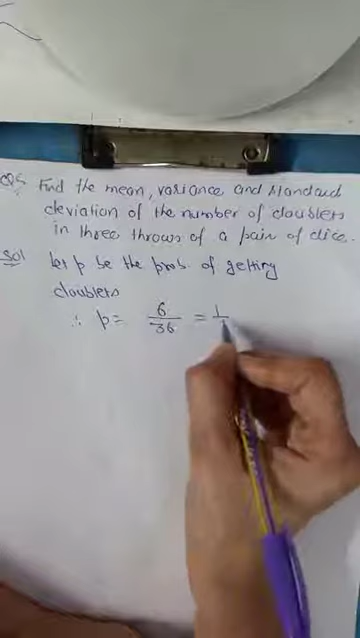 Q5 Find the mean, variance and standard
deviation of the number of doublets
in three throws of a pair of dice.
Sol let p be the prob. of getting
doublets
∴ p = 6/36 = 1/